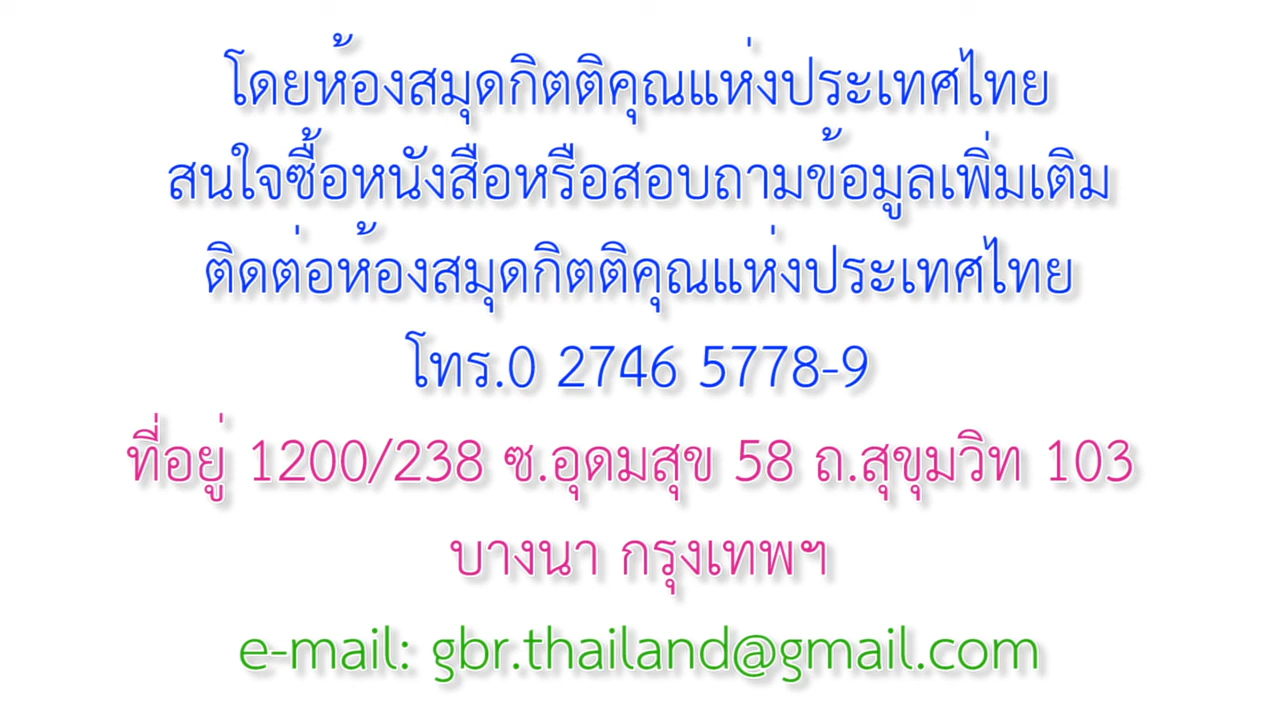 โดยห้องสมุดกิตติคุณแห่งประเทศไทย
สนใจซื้อหนังสือหรือสอบถามข้อมูลเพิ่มเติม
ติดต่อห้องสมุดกิตติคุณแห่งประเทศไทย
โทร.0 2746 5778-9
ที่อยู่ 1200/238 ซ.อุดมสุข 58 ถ.สุขุมวิท 103
บางนา กรุงเทพฯ
e-mail: gbr.thailand@gmail.com